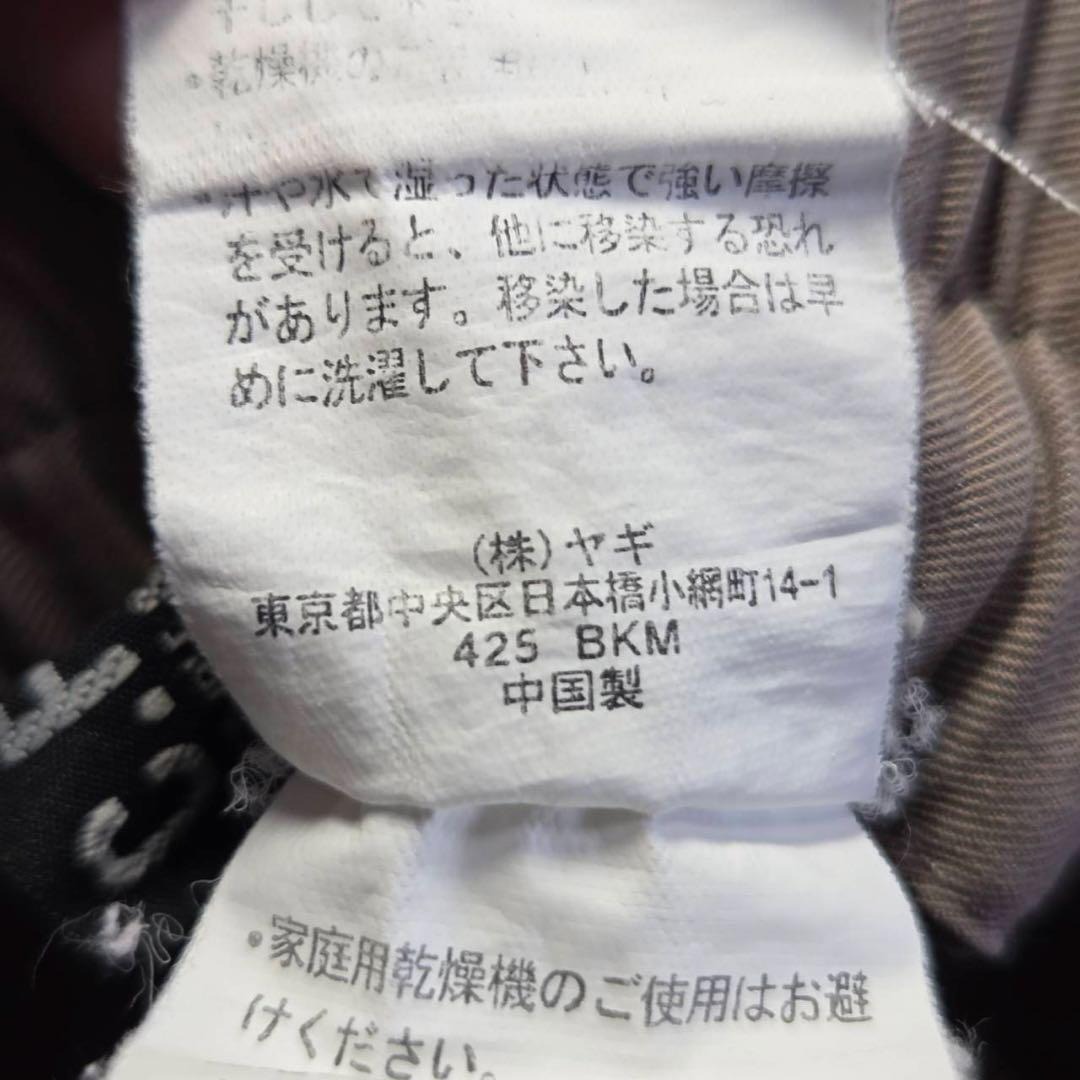 ・乾燥機の
・汗や水で湿った状態で強い摩擦
を受けると、他に移染する恐れ
があります。移染した場合は早
めに洗濯して下さい。
(株)ヤギ
東京都中央区日本橋小網町14-1
425 BKM
中国製
・家庭用乾燥機のご使用はお避
けください。